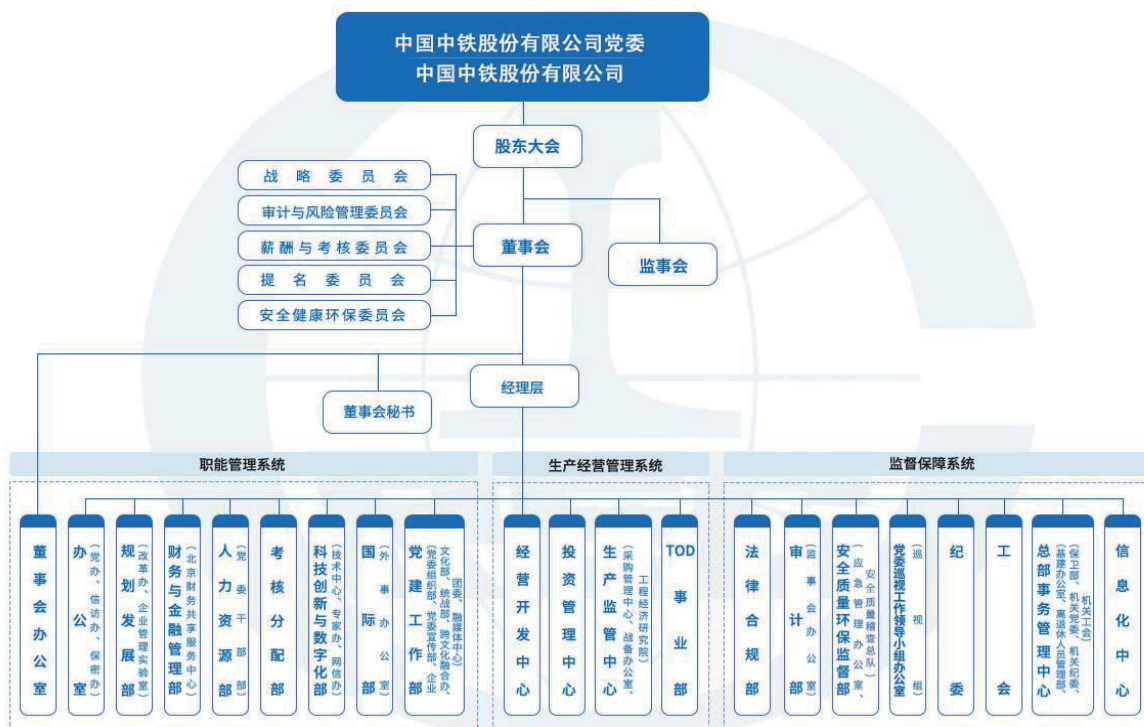 中国中铁股份有限公司党委
中国中铁股份有限公司
股东大会
战略委员会
审计与风险管理委员会
薪酬与考核委员会
提名委员会
安全健康环保委员会
董事会
监事会
经理层
董事会秘书
职能管理系统
生产经营管理系统
监督保障系统
董事会办公室
办公室
(党办、信访办、保密办)
规划发展部
(改革办、企业管理实验室)
财务与金融管理部
(北京财务共享服务中心)
人力资源部
(党委干部部)
考核分配部
科技创新与数字化部
(技术中心、专家办、网信办)
国际部
(外事办公室)
党建工作部
(党委组织部、党委宣传部、企业
文化部、统战部、跨文化融合办、
团委、融媒体中心)
经营开发中心
投资管理中心
生产监管中心
(采购管理中心、战备办公室、
工程经济研究院)
TOD事业部
法律合规部
审计部
(监事会办公室)
安全质量环保监督部
(应急管理办公室、
安全质量稽查总队)
党委巡视工作领导小组办公室
(巡视组)
纪委
工会
总部事务管理中心
(基建办公室、离退休人员管理部、
(保卫部、机关党委、机关纪委、
机关工会)
信息化中心